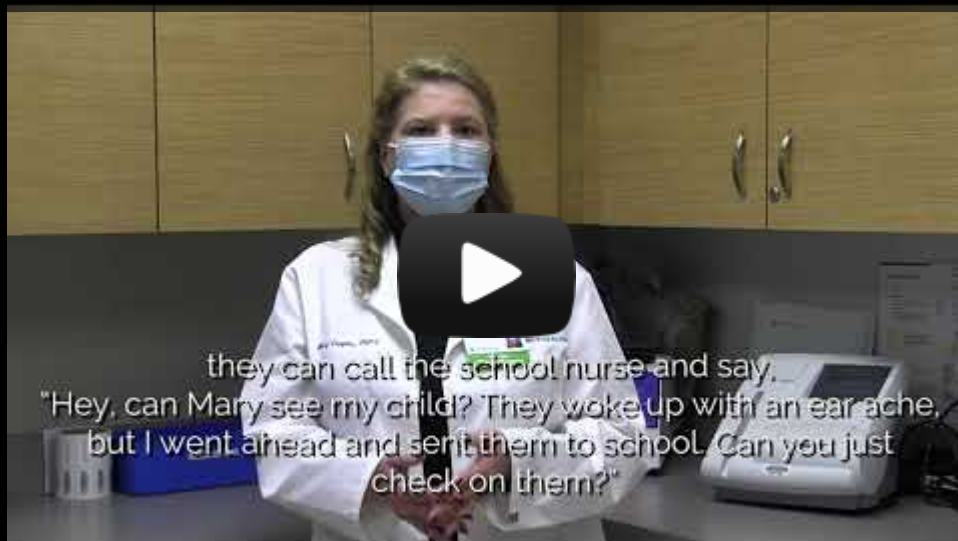 they can call the school nurse and say,
"Hey, can Mary see my child? They woke up with an ear ache,
but I went ahead and sent them to school. Can you just
check on them?"